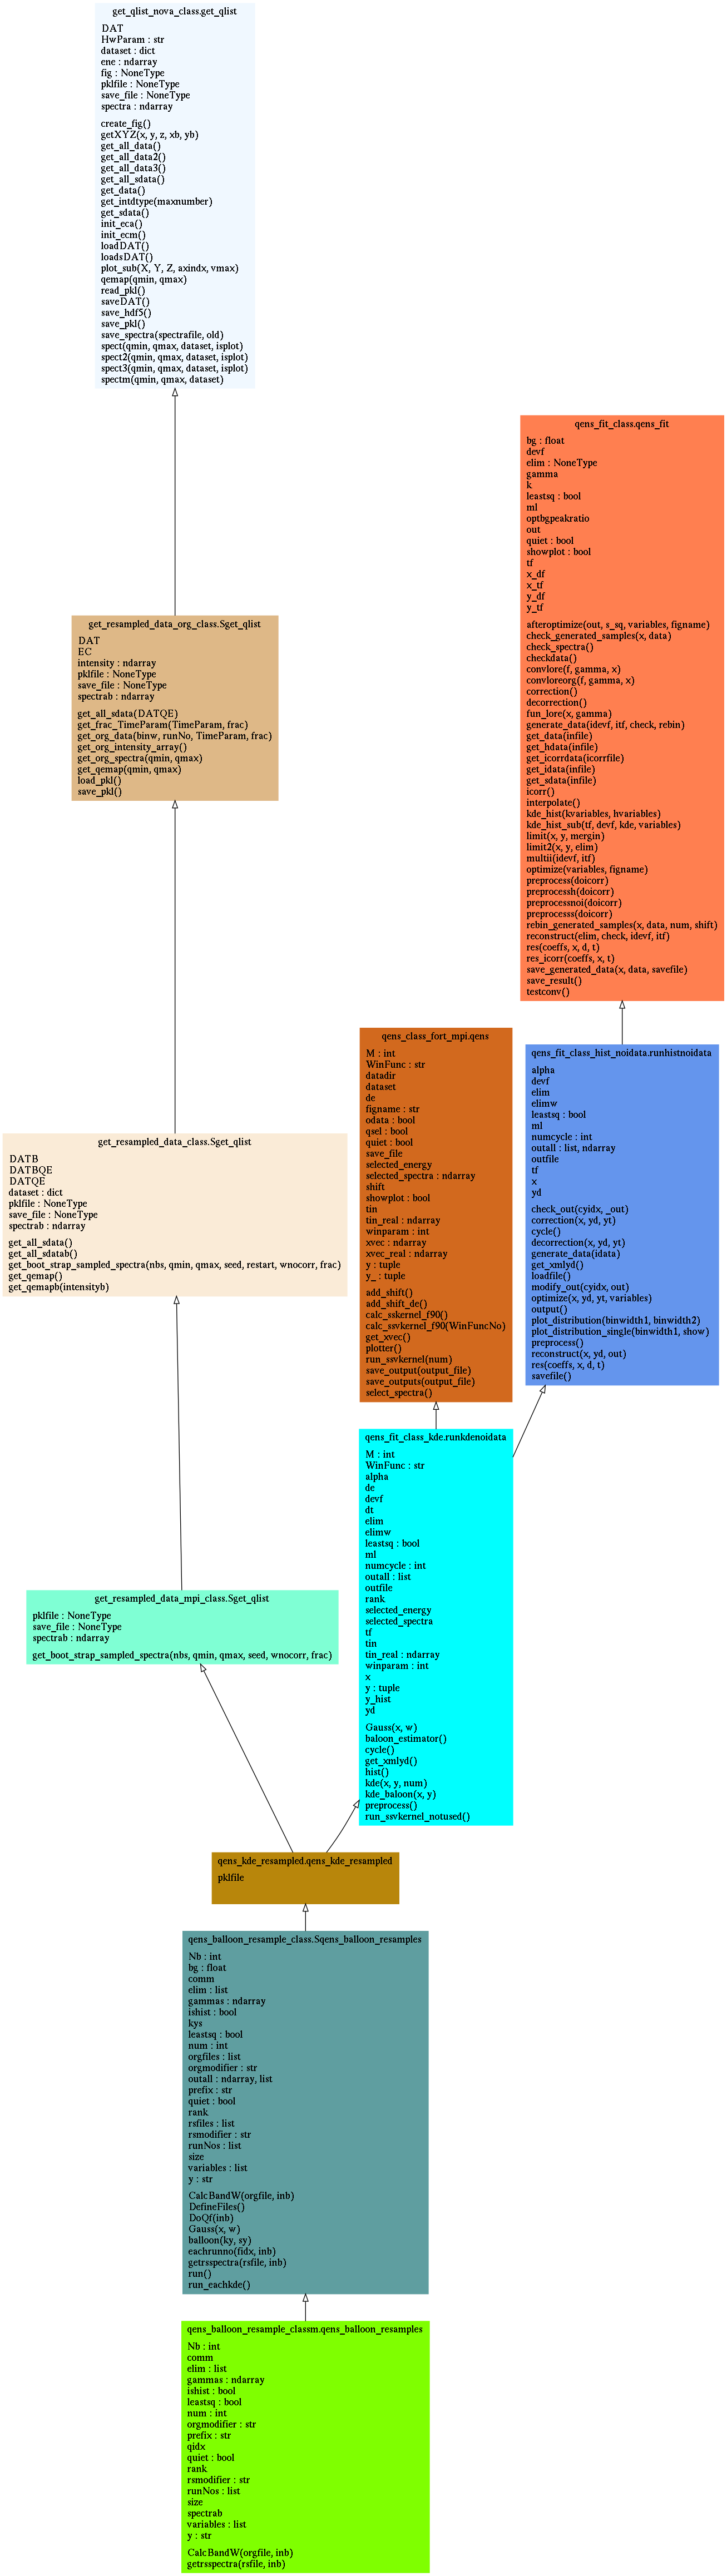 get_qlist_nova_class.get_qlist
DAT
HwParam : str
dataset : dict
ene : ndarray
fig : NoneType
pklfile : NoneType
save_file : NoneType
spectra : ndarray
create_fig()
getXYZ(x, y, z, xb, yb)
get_all_data()
get_all_data2()
get_all_data3()
get_all_sdata()
get_data()
get_intdtype(maxnumber)
get_sdata()
init_eca()
init_ecm()
loadDAT()
loadsDAT()
plot_sub(X, Y, Z, axindx, vmax)
qemap(qmin, qmax)
read_pkl()
saveDAT()
save_hdf5()
save_pkl()
save_spectra(spectrafile, old)
spect(qmin, qmax, dataset, isplot)
spect2(qmin, qmax, dataset, isplot)
spect3(qmin, qmax, dataset, isplot)
spectm(qmin, qmax, dataset)
qens_fit_class.qens_fit
bg : float
devf
elim : NoneType
gamma
k
leastsq : bool
ml
optbgpeakratio
out
quiet : bool
showplot : bool
tf
x_df
x_tf
y_df
y_tf
afteroptimize(out, s_sq, variables, figname)
check_generated_samples(x, data)
check_spectra()
checkdata()
convlore(f, gamma, x)
convloreorg(f, gamma, x)
correction()
decorrection()
fun_lore(x, gamma)
generate_data(idevf, itf, check, rebin)
get_data(infile)
get_hdata(infile)
get_icorrdata(icorrfile)
get_idata(infile)
get_sdata(infile)
icorr()
interpolate()
kde_hist(kvariables, hvariables)
kde_hist_sub(tf, devf, kde, variables)
limit(x, y, mergin)
limit2(x, y, elim)
multii(idevf, itf)
optimize(variables, figname)
preprocess(doicorr)
preprocessh(doicorr)
preprocessnoi(doicorr)
preprocesss(doicorr)
rebin_generated_samples(x, data, num, shift)
reconstruct(elim, check, idevf, itf)
res(coeffs, x, d, t)
res_icorr(coeffs, x, t)
save_generated_data(x, data, savefile)
save_result()
testconv()
get_resampled_data_org_class.Sget_qlist
DAT
EC
intensity : ndarray
pklfile : NoneType
save_file : NoneType
spectrab : ndarray
get_all_sdata(DATQE)
get_frac_TimeParam(TimeParam, frac)
get_org_data(binw, runNo, TimeParam, frac)
get_org_intensity_array()
get_org_spectra(qmin, qmax)
get_qemap(qmin, qmax)
load_pkl()
save_pkl()
qens_class_fort_mpi.qens
M : int
WinFunc : str
datadir
dataset
de
figname : str
odata : bool
qsel : bool
quiet : bool
save_file
selected_energy
selected_spectra : ndarray
shift
showplot : bool
tin
tin_real : ndarray
winparam : int
xvec : ndarray
xvec_real : ndarray
y : tuple
y_ : tuple
add_shift()
add_shift_de()
calc_sskernel_f90()
calc_ssvkernel_f90(WinFuncNo)
get_xvec()
plotter()
run_ssvkernel(num)
save_output(output_file)
save_outputs(output_file)
select_spectra()
qens_fit_class_hist_noidata.runhistnoidata
alpha
devf
elim
elimw
leastsq : bool
ml
numcycle : int
outall : list, ndarray
outfile
tf
x
yd
check_out(cyidx, _out)
correction(x, yd, yt)
cycle()
decorrection(x, yd, yt)
generate_data(idata)
get_xmlyd()
loadfile()
modify_out(cyidx, out)
optimize(x, yd, yt, variables)
output()
plot_distribution(binwidth1, binwidth2)
plot_distribution_single(binwidth1, show)
preprocess()
reconstruct(x, yd, out)
res(coeffs, x, d, t)
savefile()
get_resampled_data_class.Sget_qlist
DATB
DATBQE
DATQE
dataset : dict
pklfile : NoneType
save_file : NoneType
spectrab : ndarray
get_all_sdata()
get_all_sdatab()
get_boot_strap_sampled_spectra(nbs, qmin, qmax, seed, restart, wnocorr, frac)
get_qemap()
get_qemapb(intensityb)
qens_fit_class_kde.runkdenoidata
M : int
WinFunc : str
alpha
de
devf
dt
elim
elimw
leastsq : bool
ml
numcycle : int
outall : list
outfile
rank
selected_energy
selected_spectra
tf
tin
tin_real : ndarray
winparam : int
x
y : tuple
y_hist
yd
Gauss(x, w)
baloon_estimator()
cycle()
get_xmlyd()
hist()
kde(x, y, num)
kde_baloon(x, y)
preprocess()
run_ssvkernel_notused()
get_resampled_data_mpi_class.Sget_qlist
pklfile : NoneType
save_file : NoneType
spectrab : ndarray
get_boot_strap_sampled_spectra(nbs, qmin, qmax, seed, wnocorr, frac)
qens_kde_resampled.qens_kde_resampled
pklfile
qens_balloon_resample_class.Sqens_balloon_resamples
Nb : int
bg : float
comm
elim : list
gammas : ndarray
ishist : bool
kys
leastsq : bool
num : int
orgfiles : list
orgmodifier : str
outall : ndarray, list
prefix : str
quiet : bool
rank
rsfiles : list
rsmodifier : str
runNos : list
size
variables : list
y : str
CalcBandW(orgfile, inb)
DefineFiles()
DoQf(inb)
Gauss(x, w)
balloon(ky, sy)
eachrunno(fidx, inb)
getrsspectra(rsfile, inb)
run()
run_eachkde()
qens_balloon_resample_classm.qens_balloon_resamples
Nb : int
comm
elim : list
gammas : ndarray
ishist : bool
leastsq : bool
num : int
orgmodifier : str
prefix : str
qidx
quiet : bool
rank
rsmodifier : str
runNos : list
size
spectrab
variables : list
y : str
CalcBandW(orgfile, inb)
getrsspectra(rsfile, inb)